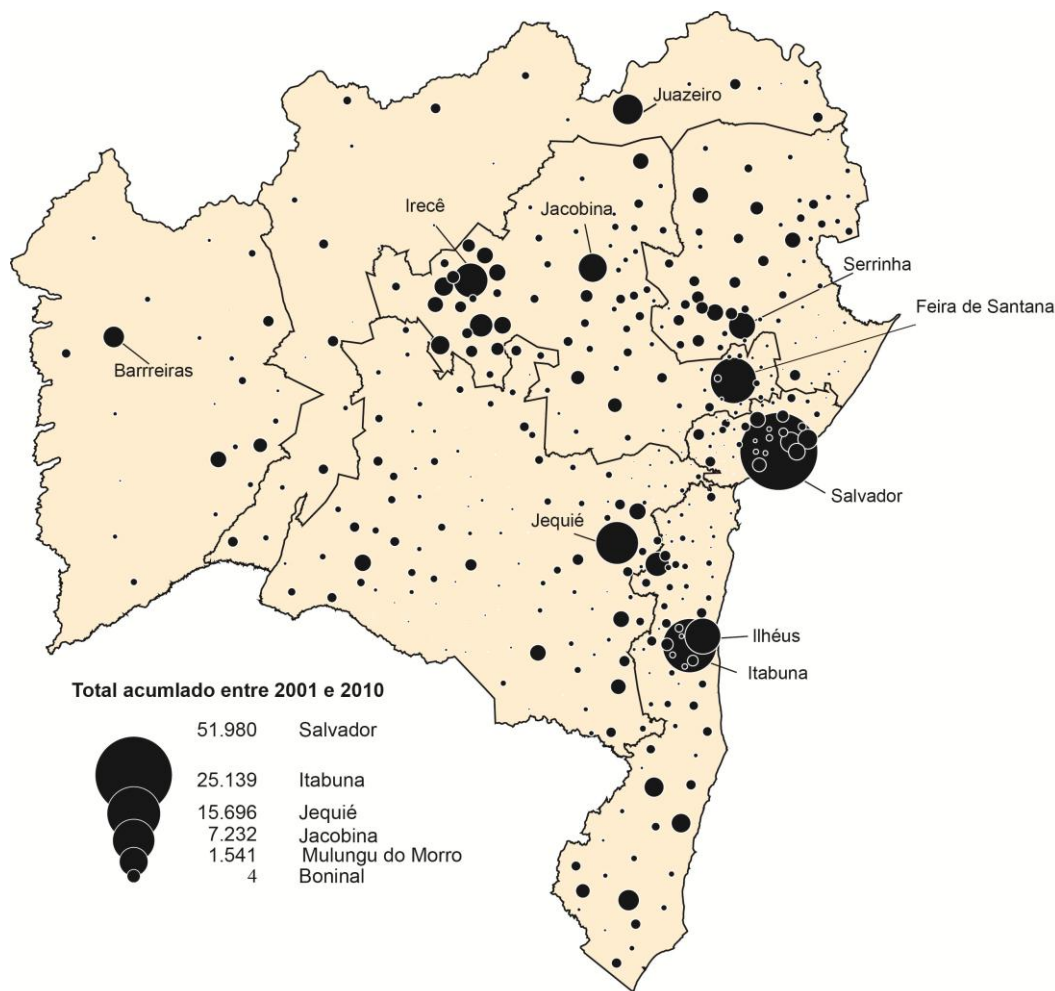 Juazeiro
Irecê
Jacobina
Serrinha
Feira de Santana
Barrreiras
Salvador
Jequié
Ilhéus
Itabuna
Total acumlado entre 2001 e 2010
51.980 Salvador
25.139 Itabuna
15.696 Jequié
7.232 Jacobina
1.541 Mulungu do Morro
4 Boninal